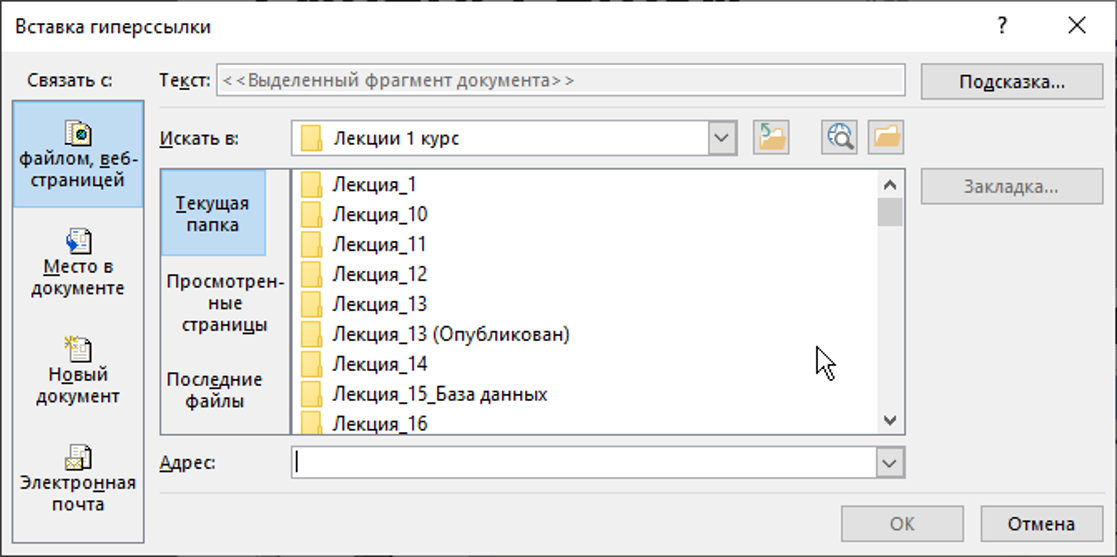 Вставка гиперссылки
?
Связать с:
Текст:
<<Выделенный фрагмент документа>>
Подсказка...
файлом, веб-
страницей
Искать в:
Лекции 1 курс
Закладка...
Текущая
папка
Лекция_1
Лекция_10
Лекция_11
Лекция_12
Лекция_13
Лекция_13 (Опубликован)
Лекция_14
Лекция_15_База данных
Лекция_16
Место в
документе
Просмотрен-
ные
страницы
Новый
документ
Последние
файлы
Электронная
почта
Адрес:
ОК
Отмена